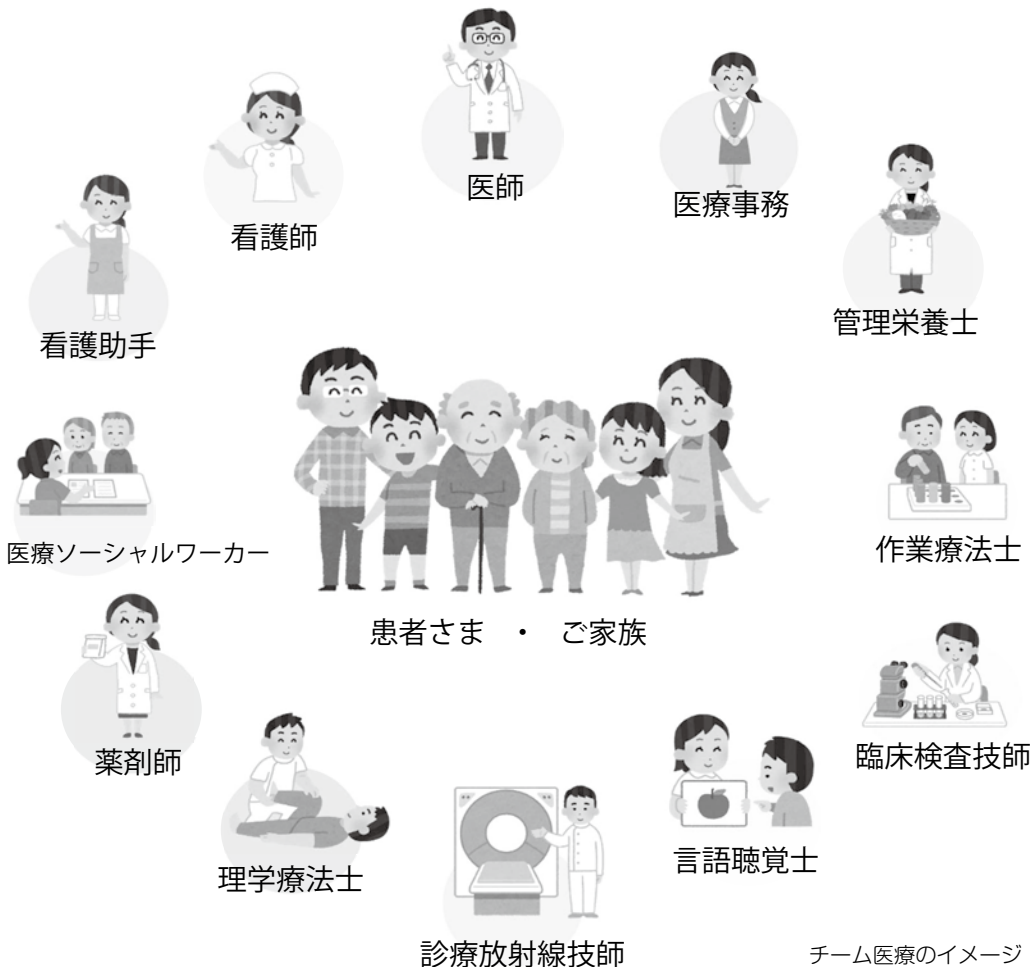 医師
医療事務
看護師
管理栄養士
看護助手
医療ソーシャルワーカー
作業療法士
患者さま ・ ご家族
薬剤師
臨床検査技師
理学療法士
言語聴覚士
診療放射線技師
チーム医療のイメージ